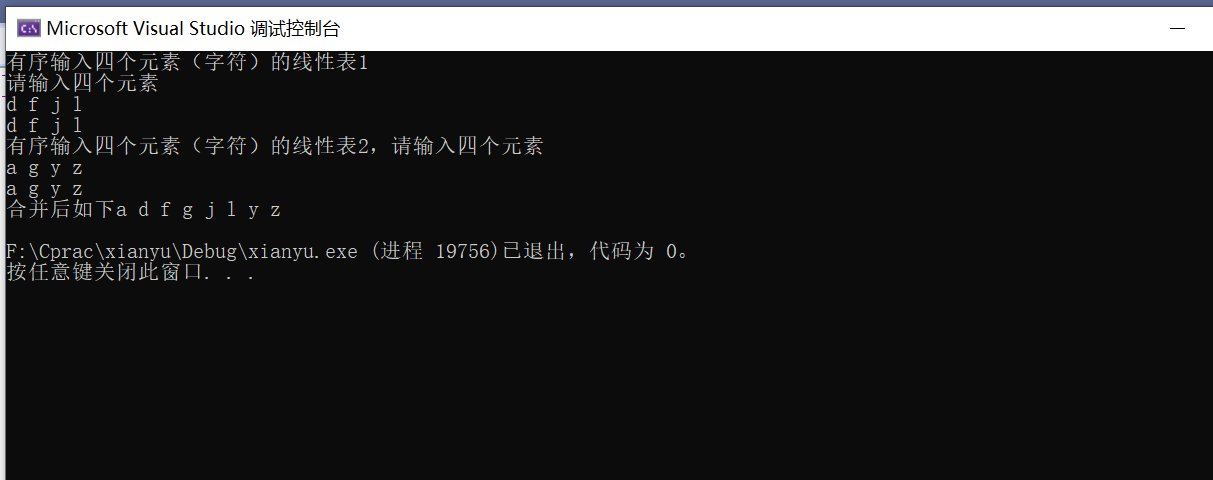 Microsoft Visual Studio 调试控制台
有序输入四个元素（字符）的线性表1
请输入四个元素
d f j l
d f j l
有序输入四个元素（字符）的线性表2，请输入四个元素
a g y z
a g y z
合并后如下a d f g j l y z
F:\Cprac\xianyu\Debug\xianyu.exe (进程 19756)已退出，代码为 0。
按任意键关闭此窗口. . .